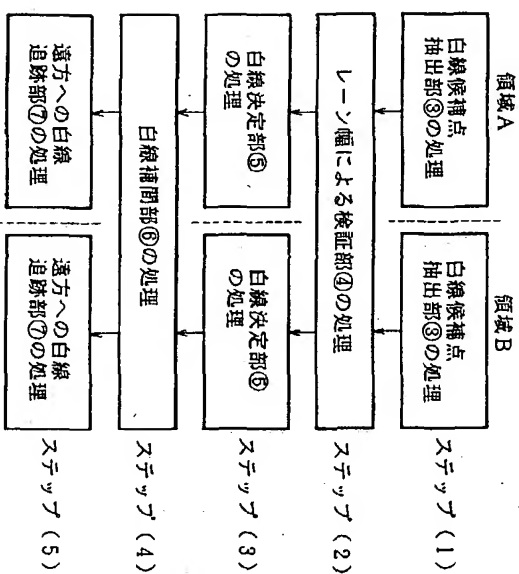 領域A
領域B
白線候補点
抽出部③の処理
白線候補点
抽出部③の処理
ステップ(1)
レーン幅による検証部④の処理
ステップ(2)
白線決定部⑤
の処理
白線決定部⑤
の処理
ステップ(3)
白線補間部⑥の処理
ステップ(4)
遠方への白線
追跡部⑦の処理
遠方への白線
追跡部⑦の処理
ステップ(5)